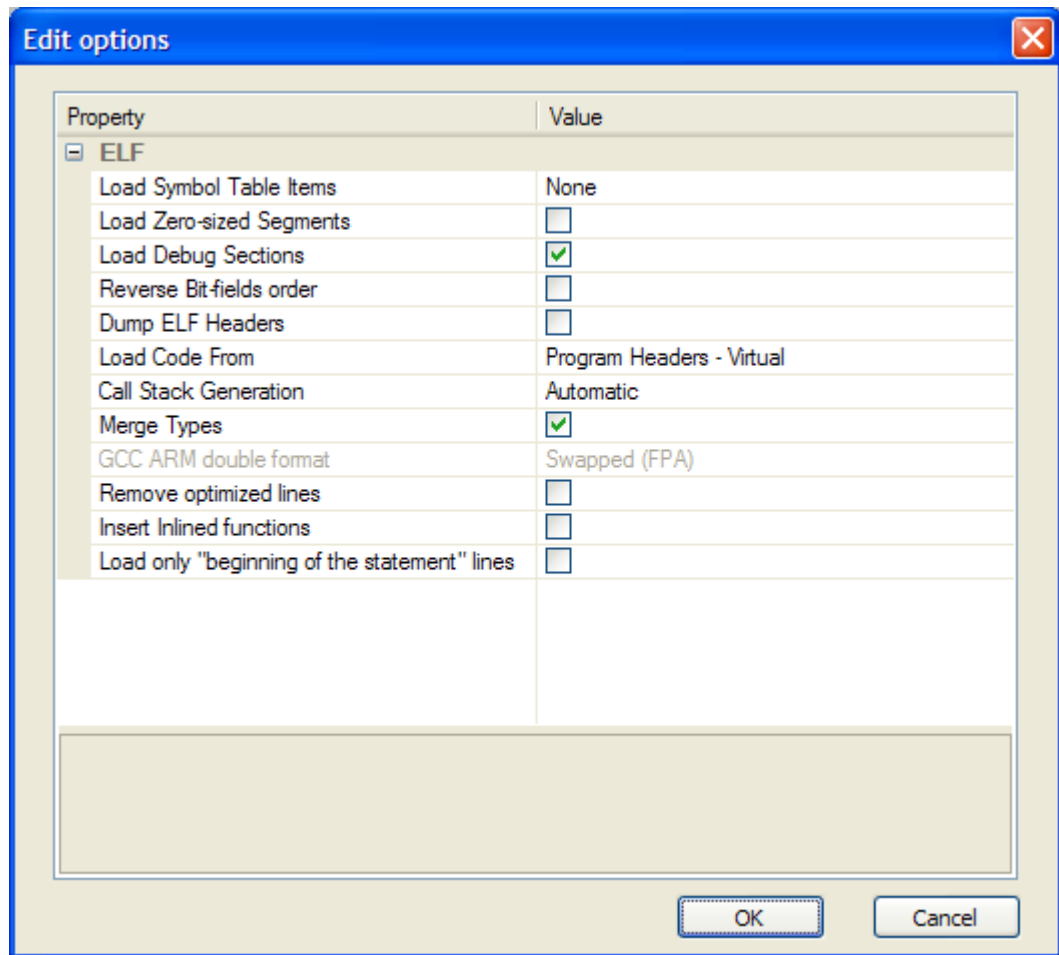 Edit options
Property Value
ELF
Load Symbol Table Items None
Load Zero-sized Segments
Load Debug Sections
Reverse Bit-fields order
Dump ELF Headers
Load Code From Program Headers - Virtual
Call Stack Generation Automatic
Merge Types
GCC ARM double format Swapped (FPA)
Remove optimized lines
Insert Inlined functions
Load only "beginning of the statement" lines
OK Cancel